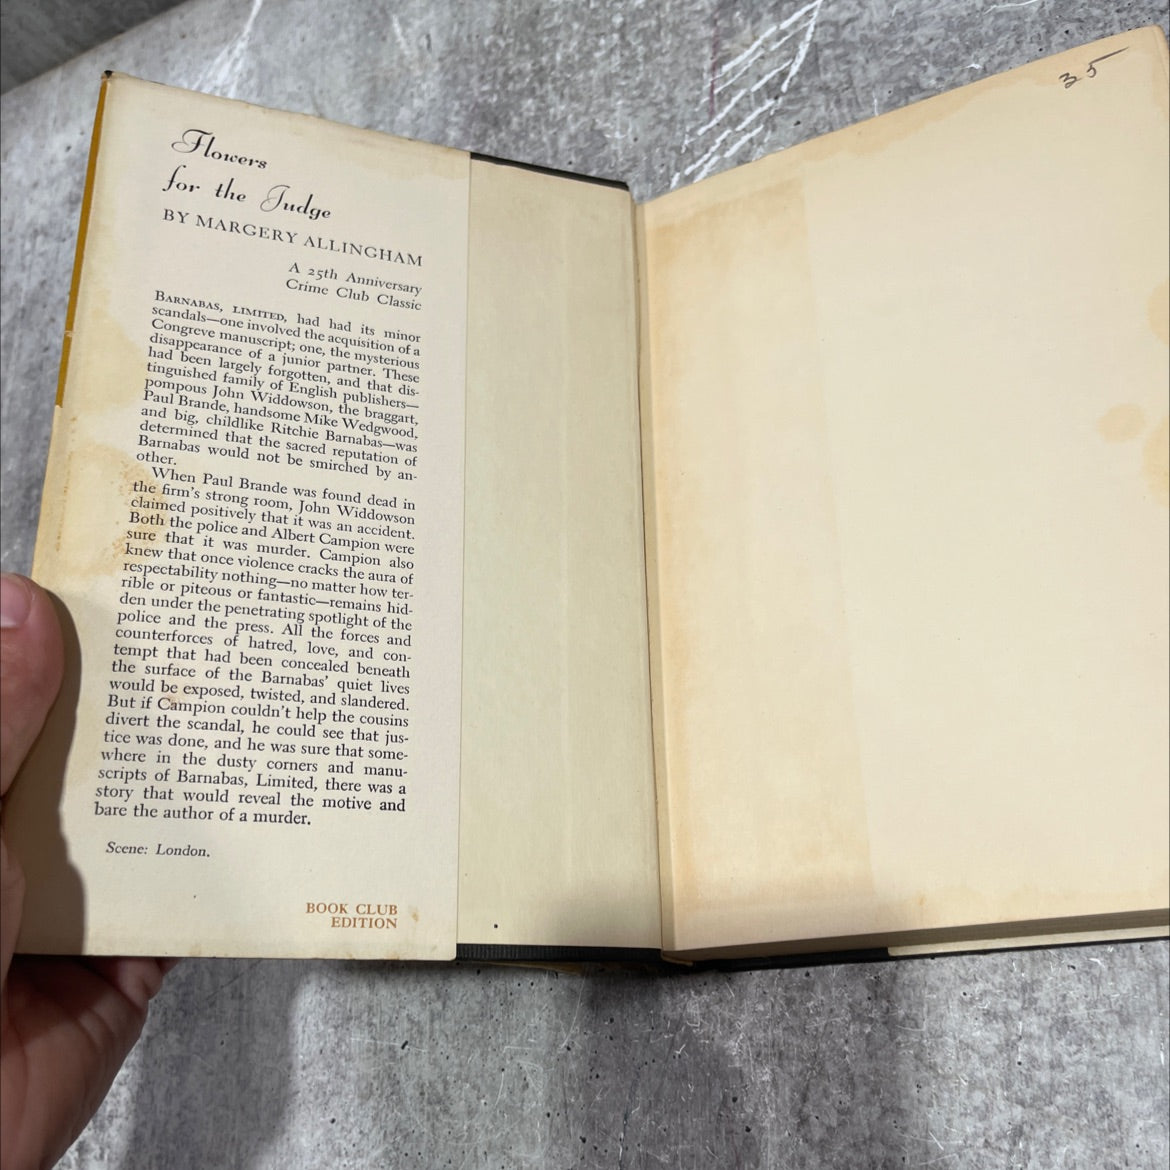 Flowers
for the Judge
BY MARGERY ALLINGHAM
A 25th Anniversary
Crime Club Classic
BARNABAS, LIMITED, had had its minor
scandals—one involved the acquisition of a
Congreve manuscript; one, the mysterious
disappearance of a junior partner. These
had been largely forgotten, and that dis-
tinguished family of English publishers—
pompous John Widdowson, the braggart,
Paul Brande, handsome Mike Wedgwood,
and big, childlike Ritchie Barnabas—was
determined that the sacred reputation of
Barnabas would not be smirched by an-
other.
When Paul Brande was found dead in
the firm's strong room, John Widdowson
claimed positively that it was an accident.
Both the police and Albert Campion were
sure that it was murder. Campion also
knew that once violence cracks the aura of
respectability nothing—no matter how ter-
rible or piteous or fantastic—remains hid-
den under the penetrating spotlight of the
police and the press. All the forces and
counterforces of hatred, love, and con-
tempt that had been concealed beneath
the surface of the Barnabas' quiet lives
would be exposed, twisted, and slandered.
But if Campion couldn't help the cousins
divert the scandal, he could see that jus-
tice was done, and he was sure that some-
where in the dusty corners and manu-
scripts of Barnabas, Limited, there was a
story that would reveal the motive and
bare the author of a murder.
Scene: London.
BOOK CLUB
EDITION
35